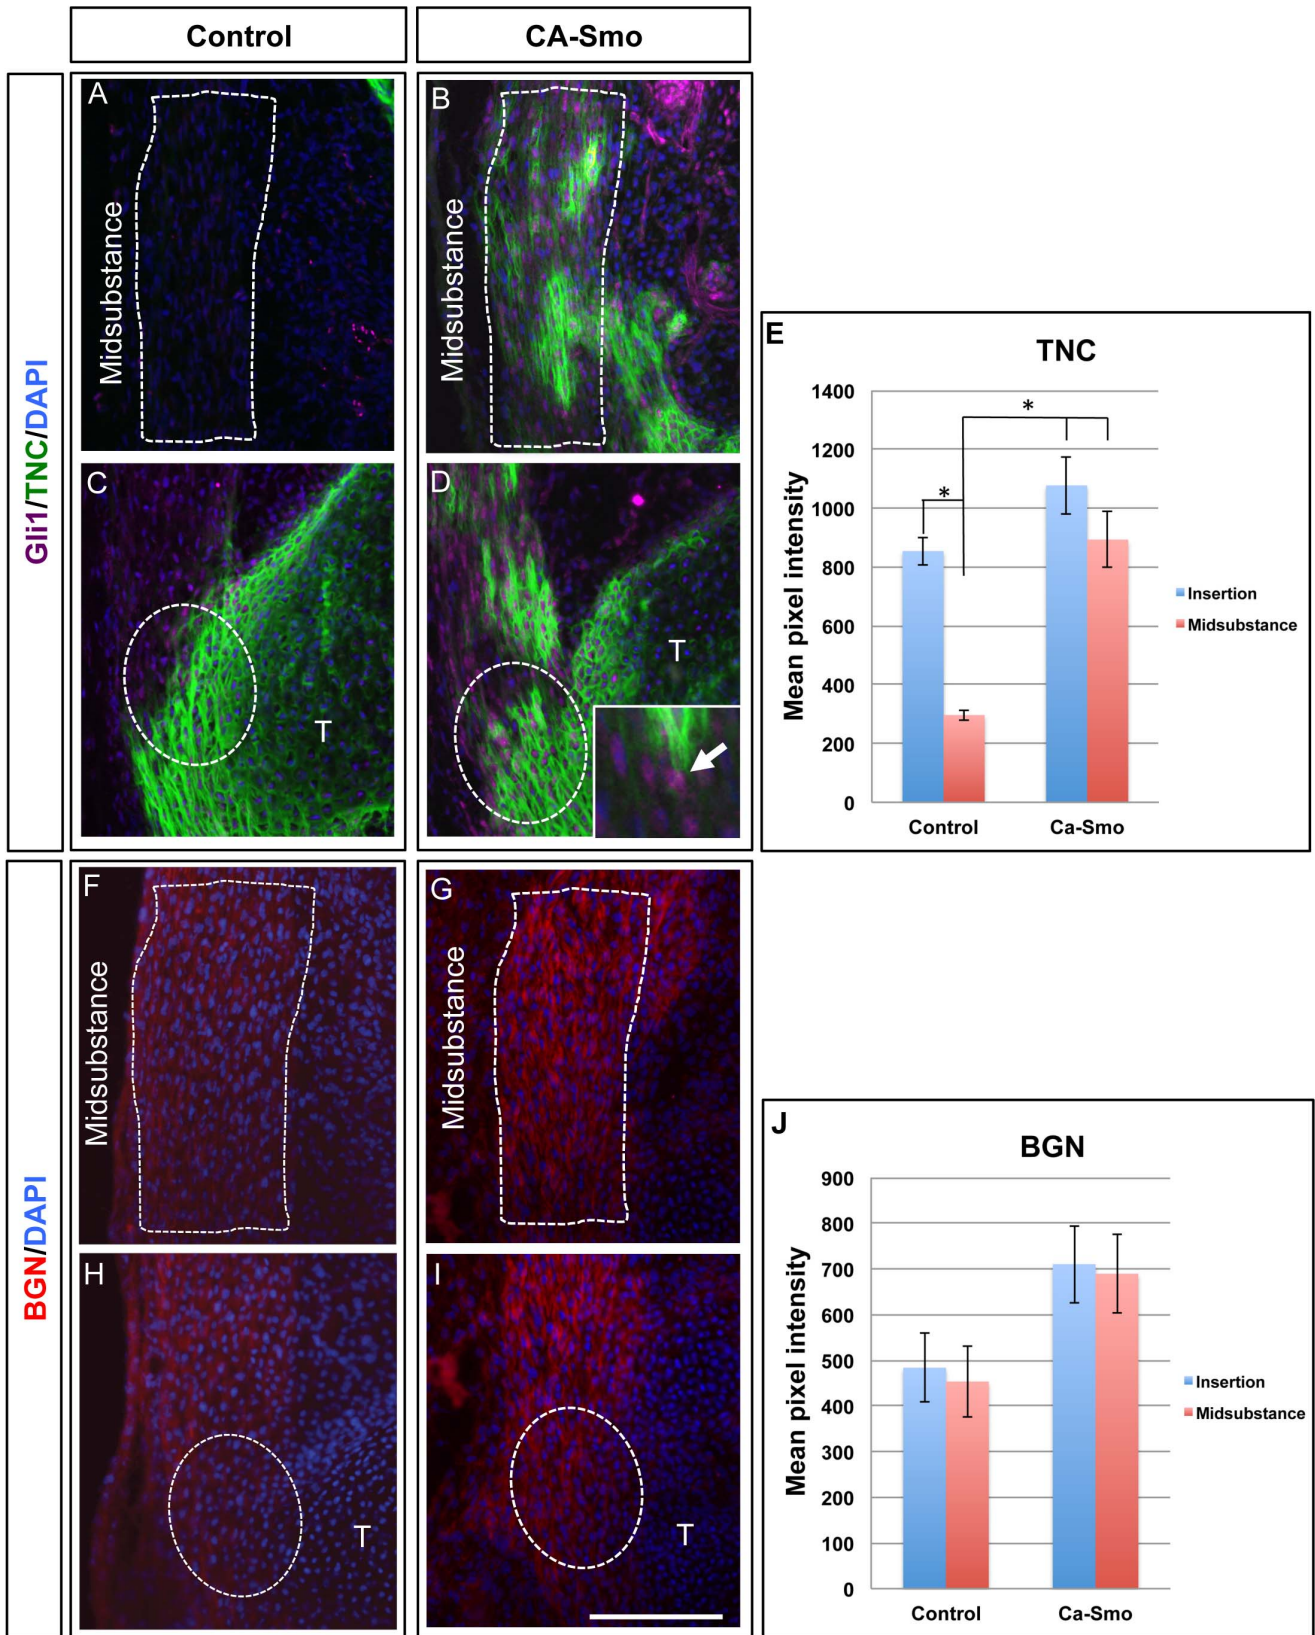 Control
CA-Smo
Gli1/TNC/DAPI
A
Midsubstance
B
Midsubstance
C
T
D
T
E
TNC
Mean pixel intensity
1400
1200
1000
800
600
400
200
0
*
*
Control
Ca-Smo
Insertion
Midsubstance
BGN/DAPI
F
Midsubstance
G
Midsubstance
H
T
I
T
J
BGN
Mean pixel intensity
900
800
700
600
500
400
300
200
100
0
Control
Ca-Smo
Insertion
Midsubstance